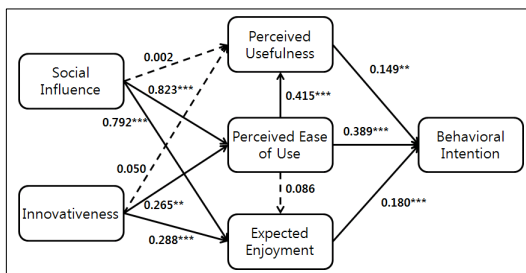 Perceived
Usefulness
0.002
0.149**
Social
Influence
0.823***
0.415***
0.792***
Perceived Ease
of Use
0.389***
Behavioral
Intention
0.050
0.086
0.265**
0.180***
Innovativeness
0.288***
Expected
Enjoyment